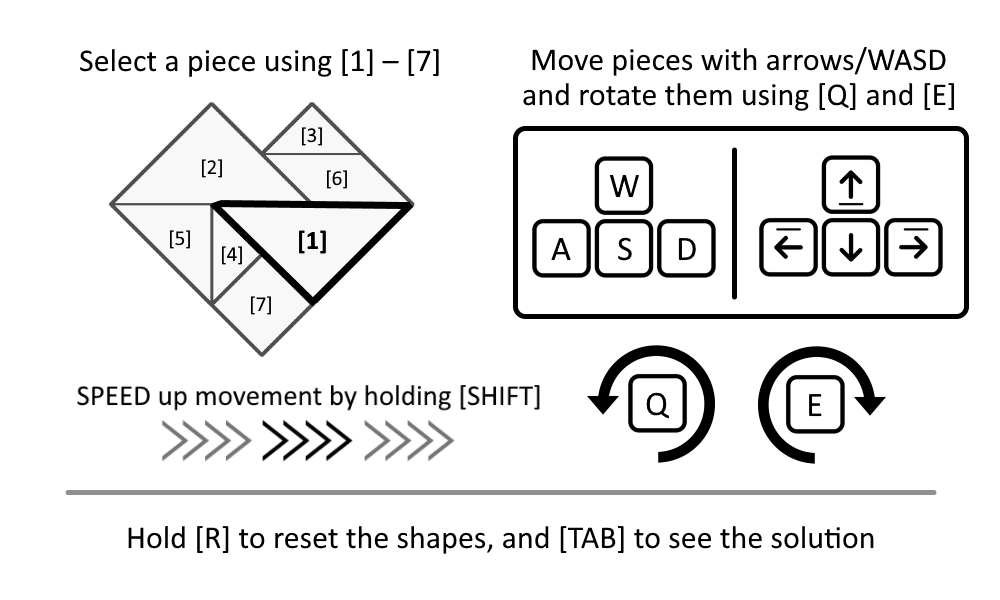 Select a piece using [1] – [7]
[3]
[2]
[6]
[5]
[1]
[4]
[7]
SPEED up movement by holding [SHIFT]
Move pieces with arrows/WASD
and rotate them using [Q] and [E]
W
↑
A S D
← ↓ →
Q E
Hold [R] to reset the shapes, and [TAB] to see the solution